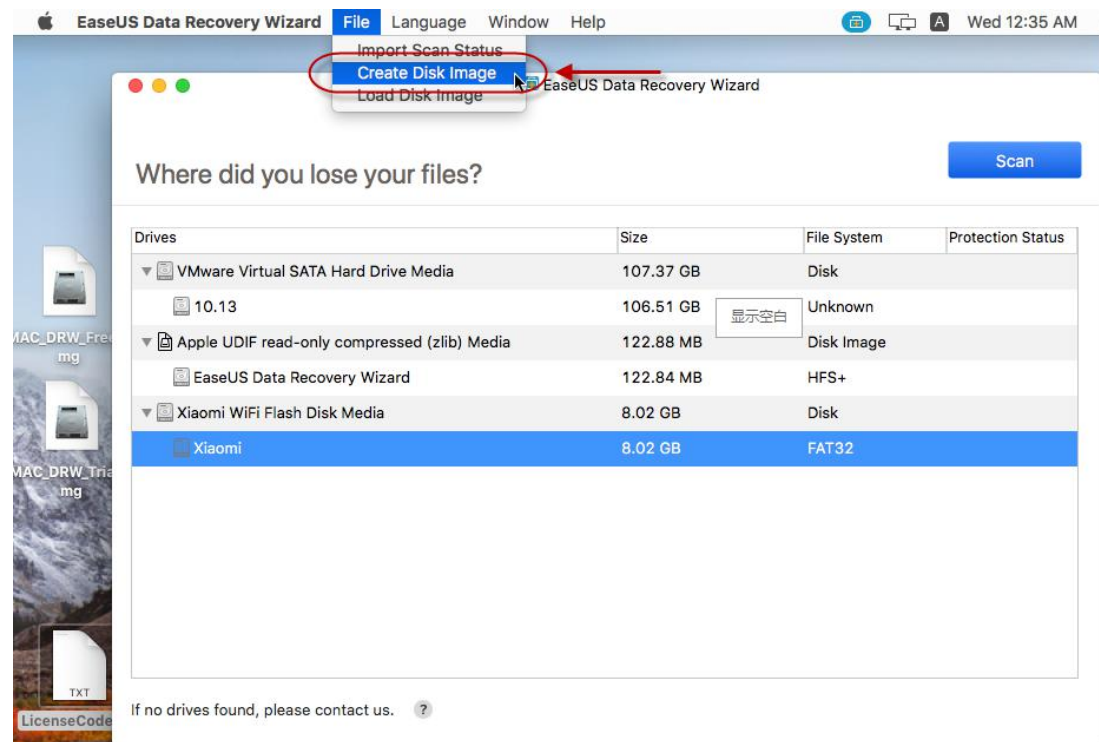 EaseUS Data Recovery Wizard File Language Window Help A Wed 12:35 AM
Import Scan Status
Create Disk Image
Load Disk Image
EaseUS Data Recovery Wizard
Where did you lose your files?
Scan
Drives Size File System Protection Status
VMware Virtual SATA Hard Drive Media 107.37 GB Disk
10.13 106.51 GB Unknown
显示空白
Apple UDIF read-only compressed (zlib) Media 122.88 MB Disk Image
EaseUS Data Recovery Wizard 122.84 MB HFS+
Xiaomi WiFi Flash Disk Media 8.02 GB Disk
Xiaomi 8.02 GB FAT32
MAC_DRW_Free
mg
MAC_DRW_Tria
mg
TXT
LicenseCode
If no drives found, please contact us. ?